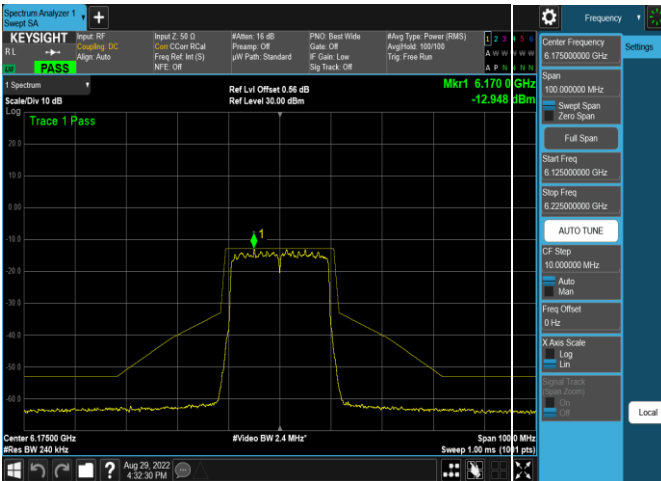 Spectrum Analyzer 1
Swept SA
KEYSIGHT
Input: RF
Input Z: 50 Ω
#Atten: 16 dB
PNO: Best Wide
#Avg Type: Power (RMS)
1 2 3 4 5 6
RL
Coupling: DC
Corr CCorr RCal
Preamp: Off
Gate: Off
Avg|Hold: 100/100
Align: Auto
Freq Ref: Int (S)
µW Path: Standard
IF Gain: Low
Trig: Free Run
A W W W W W
PASS
NFE: Off
Sig Track: Off
A P N N N N
1 Spectrum
Ref Lvl Offset 0.56 dB
Mkr1 6.170 0 GHz
Scale/Div 10 dB
Ref Level 30.00 dBm
-12.948 dBm
Log
Trace 1 Pass
20.0
10.0
0.00
-10.0
1
-20.0
-30.0
-40.0
-50.0
-60.0
Center 6.17500 GHz
#Video BW 2.4 MHz*
Span 100.0 MHz
#Res BW 240 kHz
Sweep 1.00 ms (1001 pts)
Aug 29, 2022
4:32:30 PM
Frequency
Settings
Center Frequency
6.175000000 GHz
Span
100.000000 MHz
Swept Span
Zero Span
Full Span
Start Freq
6.125000000 GHz
Stop Freq
6.225000000 GHz
AUTO TUNE
CF Step
10.000000 MHz
Auto
Man
Freq Offset
0 Hz
X Axis Scale
Log
Lin
Signal Track
(Span Zoom)
On
Off
Local